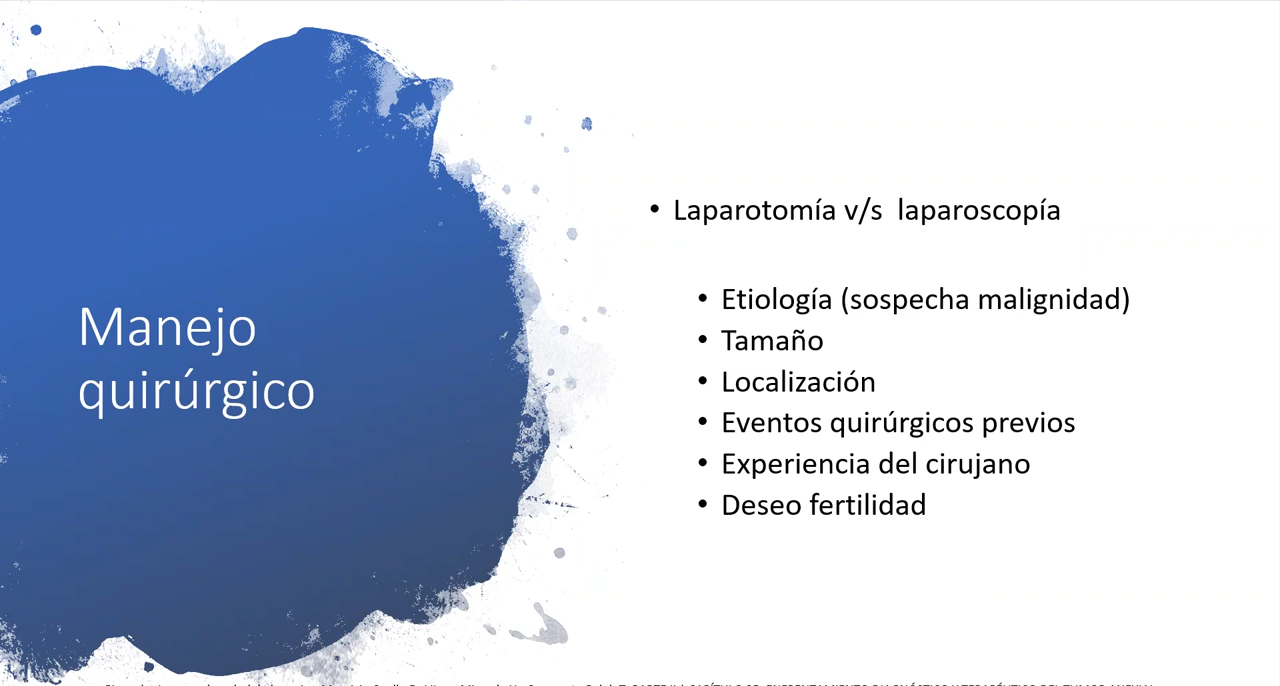 Manejo
quirúrgico
• Laparotomía v/s laparoscopía
• Etiología (sospecha malignidad)
• Tamaño
• Localización
• Eventos quirúrgicos previos
• Experiencia del cirujano
• Deseo fertilidad